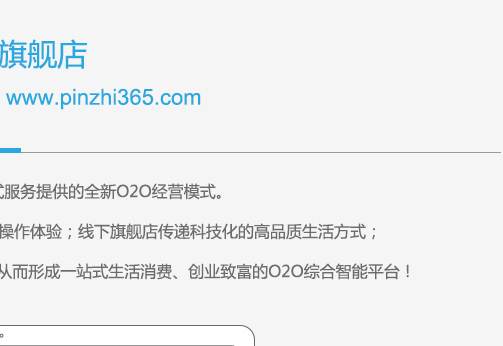 旗舰店
www.pinzhi365.com
式服务提供的全新O2O经营模式。
操作体验；线下旗舰店传递科技化的高品质生活方式；
从而形成一站式生活消费、创业致富的O2O综合智能平台！
。